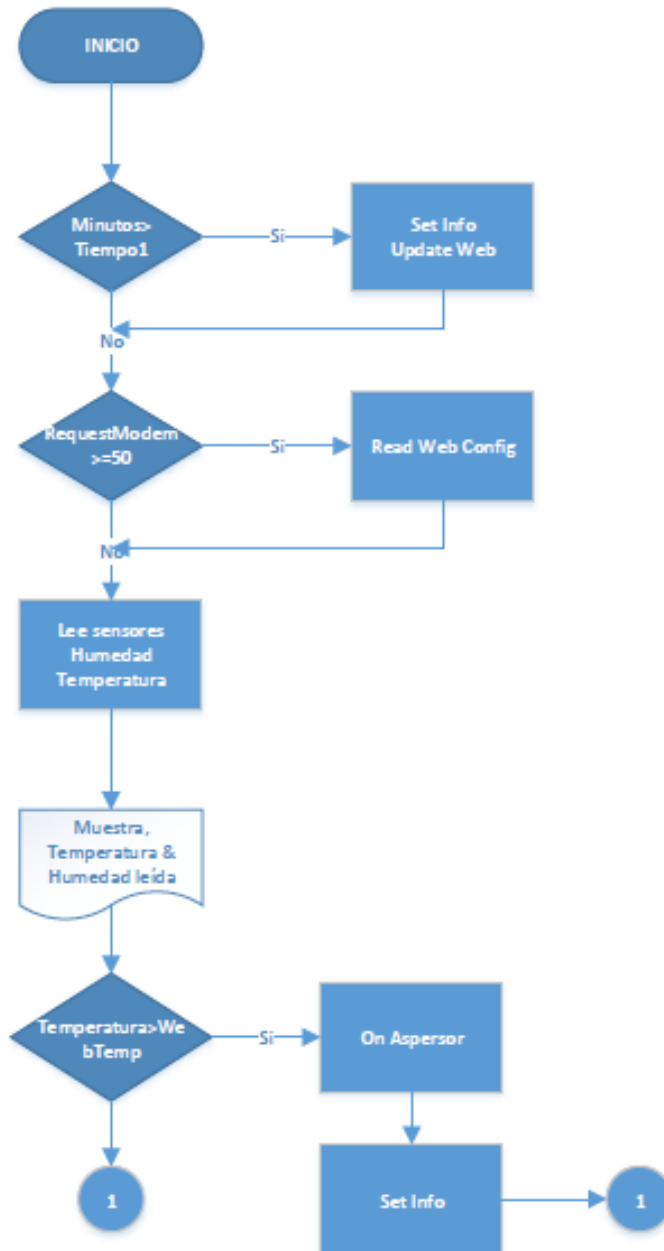 INICIO
Minutos>
Tiempo1
Si
Set Info
Update Web
No
RequestModem
>=50
Si
Read Web Config
No
Lee sensores
Humedad
Temperatura
Muestra,
Temperatura &
Humedad leída
Temperatura>We
bTemp
Si
On Aspersor
1
Set Info
1